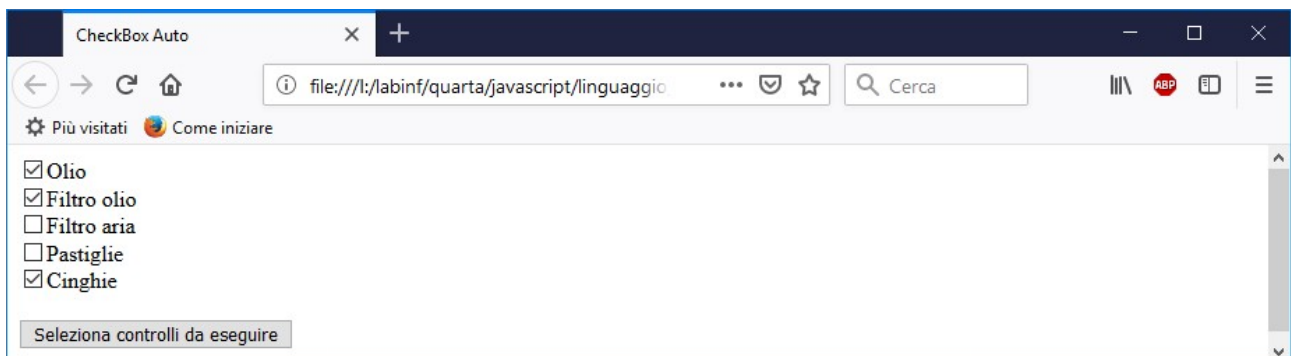 CheckBox Auto
file:///I:/labinf/quarta/javascript/linguaggio
Cerca
ABP
Più visitati Come iniziare
Olio
Filtro olio
Filtro aria
Pastiglie
Cinghie
Seleziona controlli da eseguire